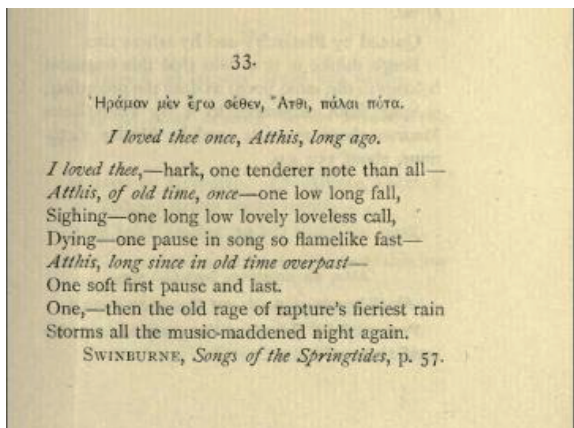 33.
Ἠράμαν μὲν ἔγω σέθεν, Ἄτθι, πάλαι πότα.
I loved thee once, Atthis, long ago.
I loved thee,—hark, one tenderer note than all—
Atthis, of old time, once—one low long fall,
Sighing—one long low lovely loveless call,
Dying—one pause in song so flamelike fast—
Atthis, long since in old time overpast—
One soft first pause and last.
One,—then the old rage of rapture's fieriest rain
Storms all the music-maddened night again.
SWINBURNE, Songs of the Springtides, p. 57.